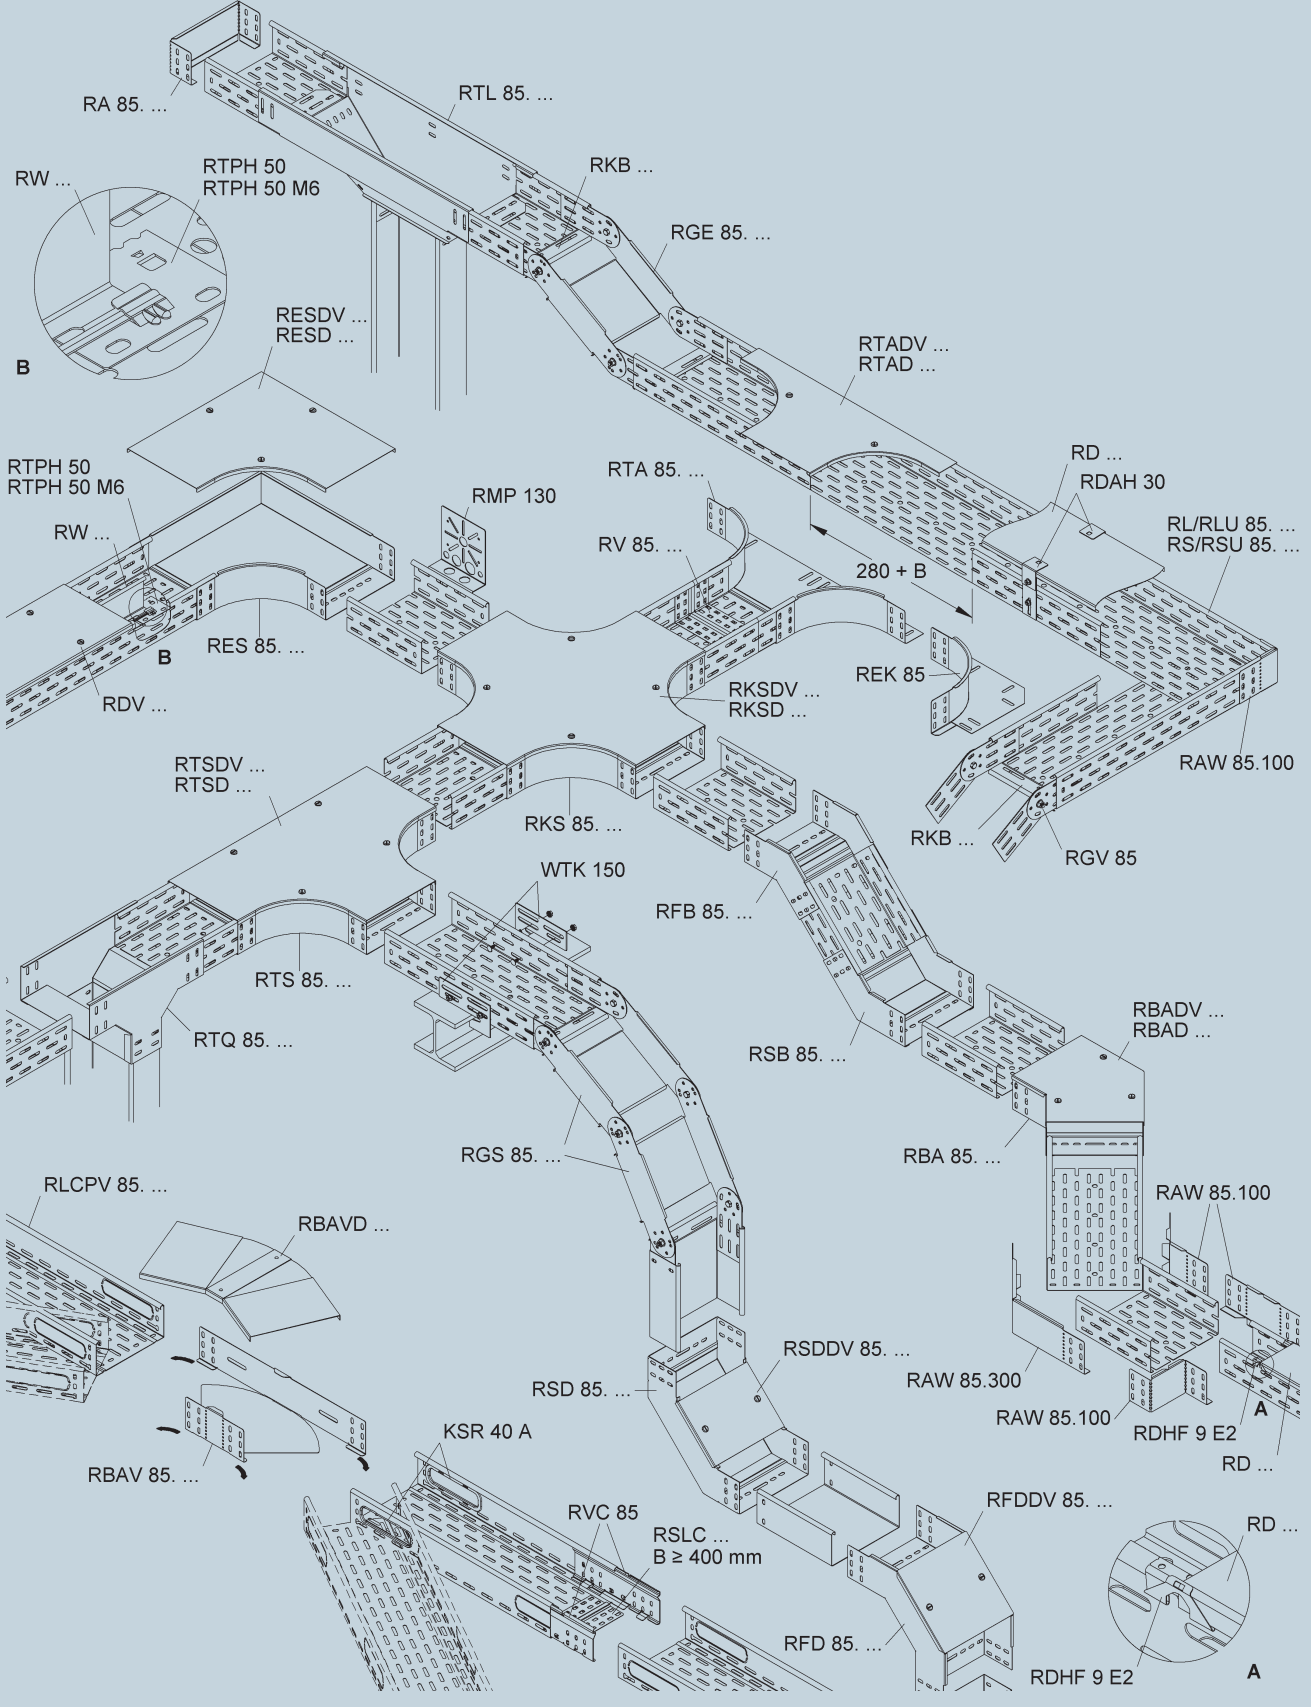 RA 85. ...
RTL 85. ...
RW ...
RTPH 50
RTPH 50 M6
RKB ...
RGE 85. ...
B
RESDV ...
RESD ...
RTADV ...
RTAD ...
RTPH 50
RTPH 50 M6
RW ...
RMP 130
RTA 85. ...
RD ...
RDAH 30
RL/RLU 85. ...
RS/RSU 85. ...
RV 85. ...
280 + B
RES 85. ...
B
RDV ...
REK 85
RKSDV ...
RKSD ...
RTSDV ...
RTSD ...
RAW 85.100
RKS 85. ...
RKB ...
RGV 85
WTK 150
RFB 85. ...
RTS 85. ...
RTQ 85. ...
RSB 85. ...
RBADV ...
RBAD ...
RGS 85. ...
RBA 85. ...
RLCPV 85. ...
RAW 85.100
RBAVD ...
RSDDV 85. ...
RSD 85. ...
RAW 85.300
RAW 85.100
A
RDHF 9 E2
RD ...
KSR 40 A
RBAV 85. ...
RVC 85
RSLC ...
B ≥ 400 mm
RFDDV 85. ...
RD ...
RFD 85. ...
RDHF 9 E2
A